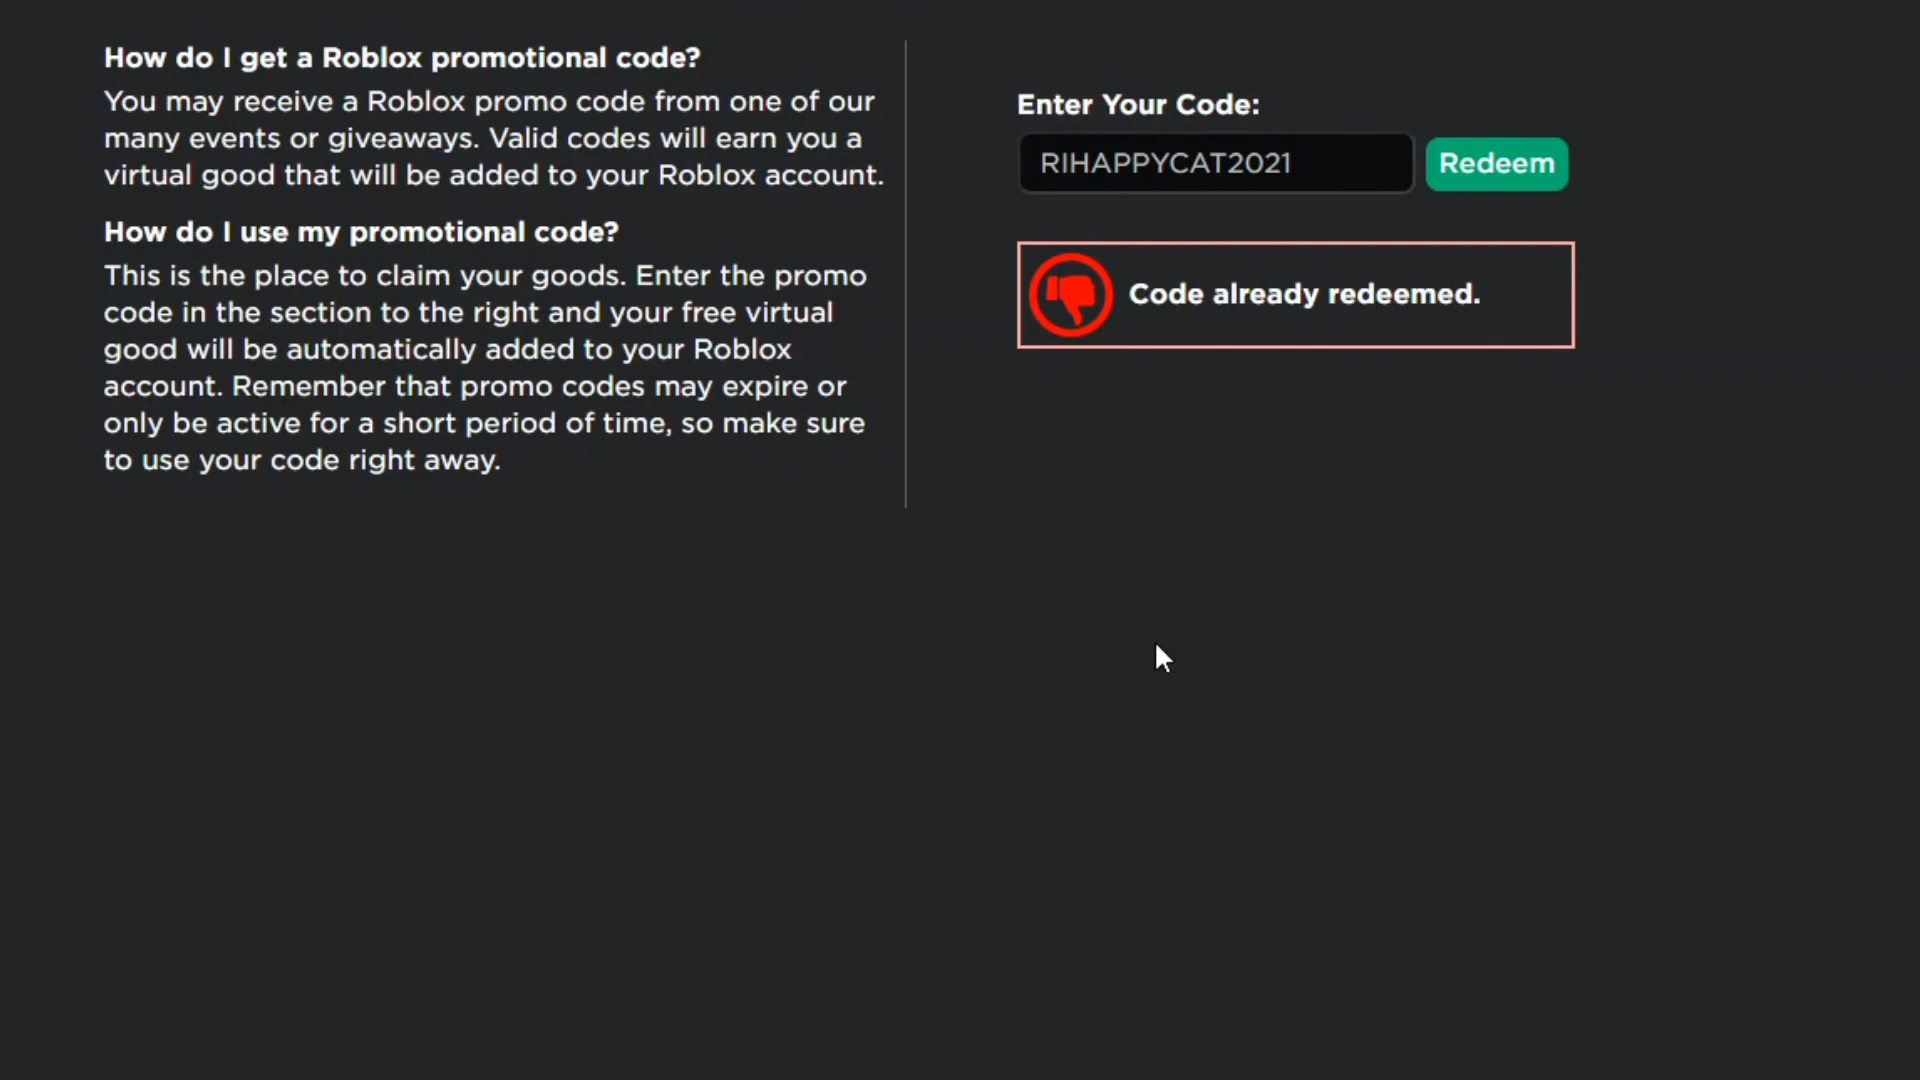 How do I get a Roblox promotional code?
You may receive a Roblox promo code from one of our
many events or giveaways. Valid codes will earn you a
virtual good that will be added to your Roblox account.
How do I use my promotional code?
This is the place to claim your goods. Enter the promo
code in the section to the right and your free virtual
good will be automatically added to your Roblox
account. Remember that promo codes may expire or
only be active for a short period of time, so make sure
to use your code right away.
Enter Your Code:
RIHAPPYCAT2021
Redeem
Code already redeemed.